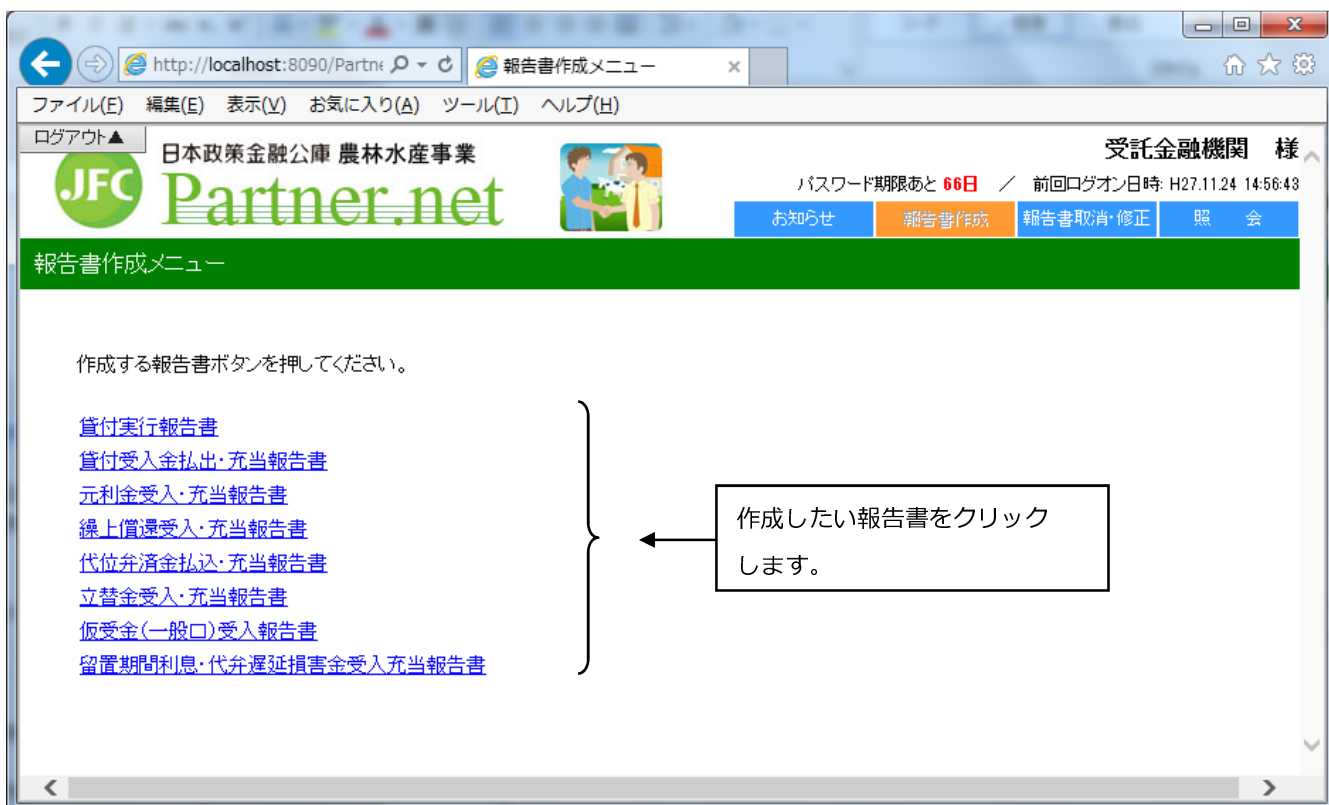 http://localhost:8090/Partne
報告書作成メニュー
ファイル(F) 編集(E) 表示(V) お気に入り(A) ツール(T) ヘルプ(H)
ログアウト▲
JFC
日本政策金融公庫 農林水産事業
Partner.net
受託金融機関 様
パスワード期限あと 66日 / 前回ログオン日時: H27.11.24 14:56:43
お知らせ 報告書作成 報告書取消・修正 照 会
報告書作成メニュー
作成する報告書ボタンを押してください。
貸付実行報告書
貸付受入金払出・充当報告書
元利金受入・充当報告書
繰上償還受入・充当報告書
代位弁済金払込・充当報告書
立替金受入・充当報告書
仮受金(一般口)受入報告書
留置期間利息・代弁遅延損害金受入充当報告書
作成したい報告書をクリック
します。